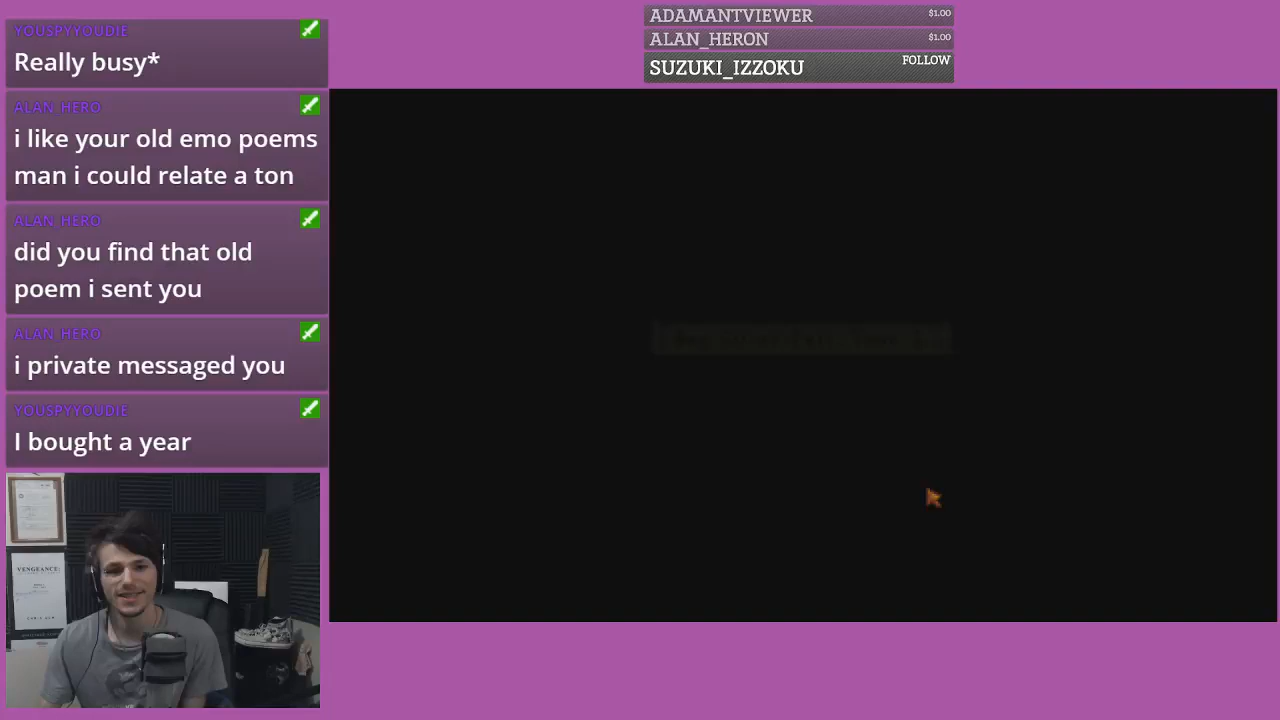 YOUSPYYOUDIE
Really busy*
ALAN_HERO
i like your old emo poems
man i could relate a ton
ALAN_HERO
did you find that old
poem i sent you
ALAN_HERO
i private messaged you
YOUSPYYOUDIE
I bought a year
ADAMANTVIEWER $1.00
ALAN_HERON $1.00
SUZUKI_IZZOKU FOLLOW
VENGEANCE: